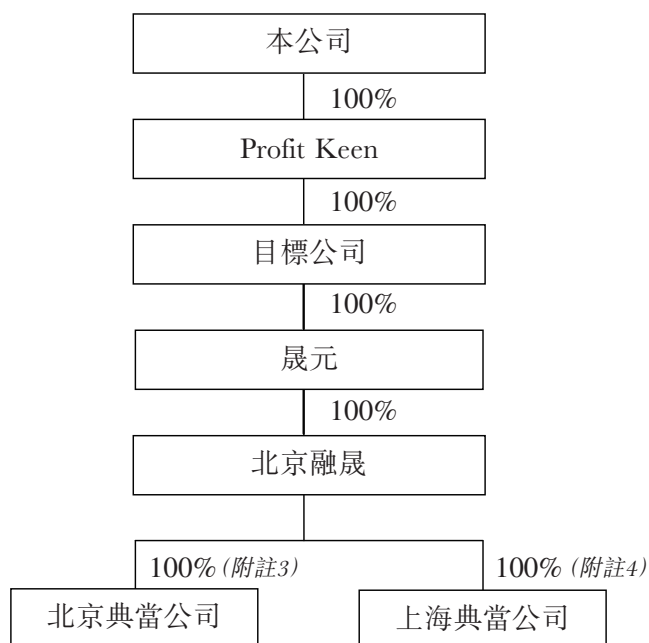 本公司
100%
Profit Keen
100%
目標公司
100%
晟元
100%
北京融晟
100% (附註3) 100% (附註4)
北京典當公司 上海典當公司